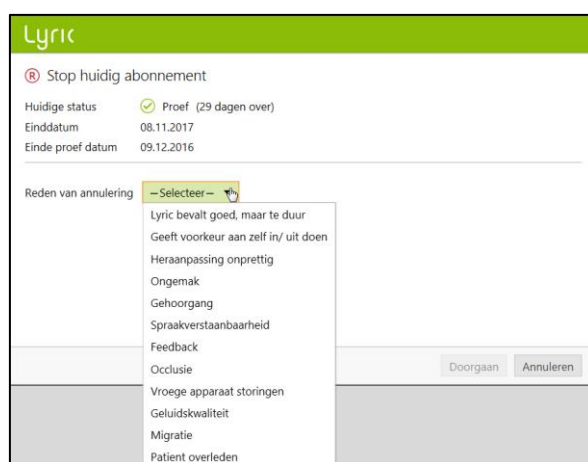 Lyric
R Stop huidig abonnement
Huidige status Proef (29 dagen over)
Einddatum 08.11.2017
Einde proef datum 09.12.2016
Reden van annulering —Selecteer—
Lyric bevalt goed, maar te duur
Geeft voorkeur aan zelf in/ uit doen
Heraanpassing onprettig
Ongemak
Gehoorgang
Spraakverstaanbaarheid
Feedback
Occlusie
Vroege apparaat storingen
Geluidskwaliteit
Migratie
Patient overleden
Doorgaan Annuleren